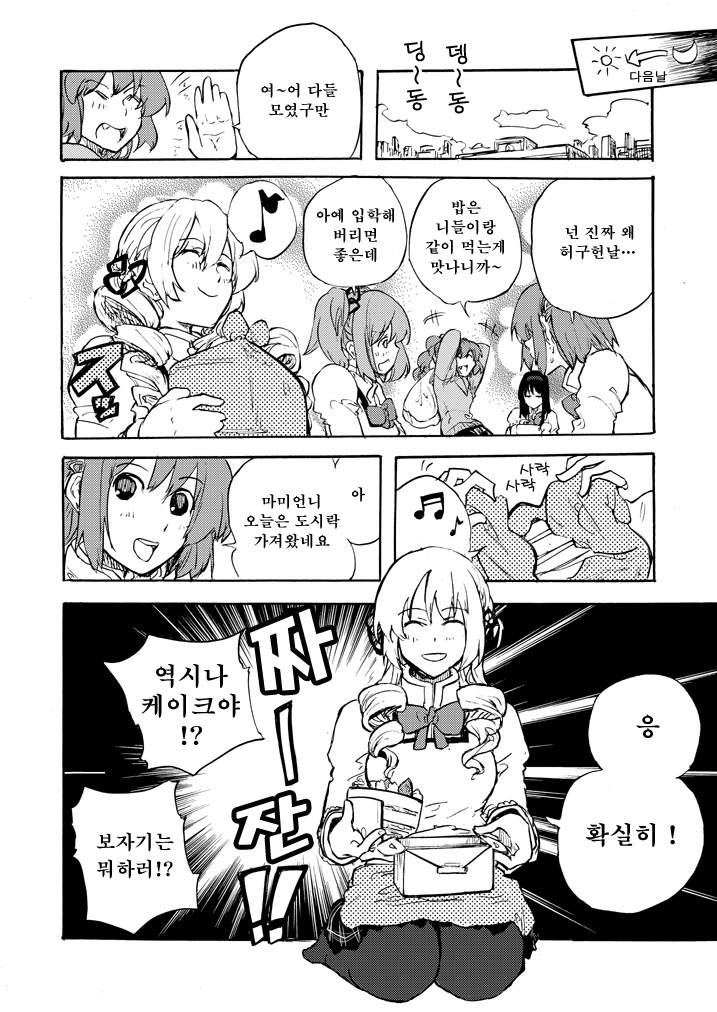 다음날
뎅~동
딩~동
여~어 다들
모였구만
넌 진짜 왜
허구헌날…
밥은
니들이랑
같이 먹는게
맛나니까~
아예 입학해
버리면
좋은데
사락
사락
아
마미언니
오늘은 도시락
가져왔네요
응
확실히 !
짜ー잔!!
역시나
케이크야
!?
보자기는
뭐하러!?